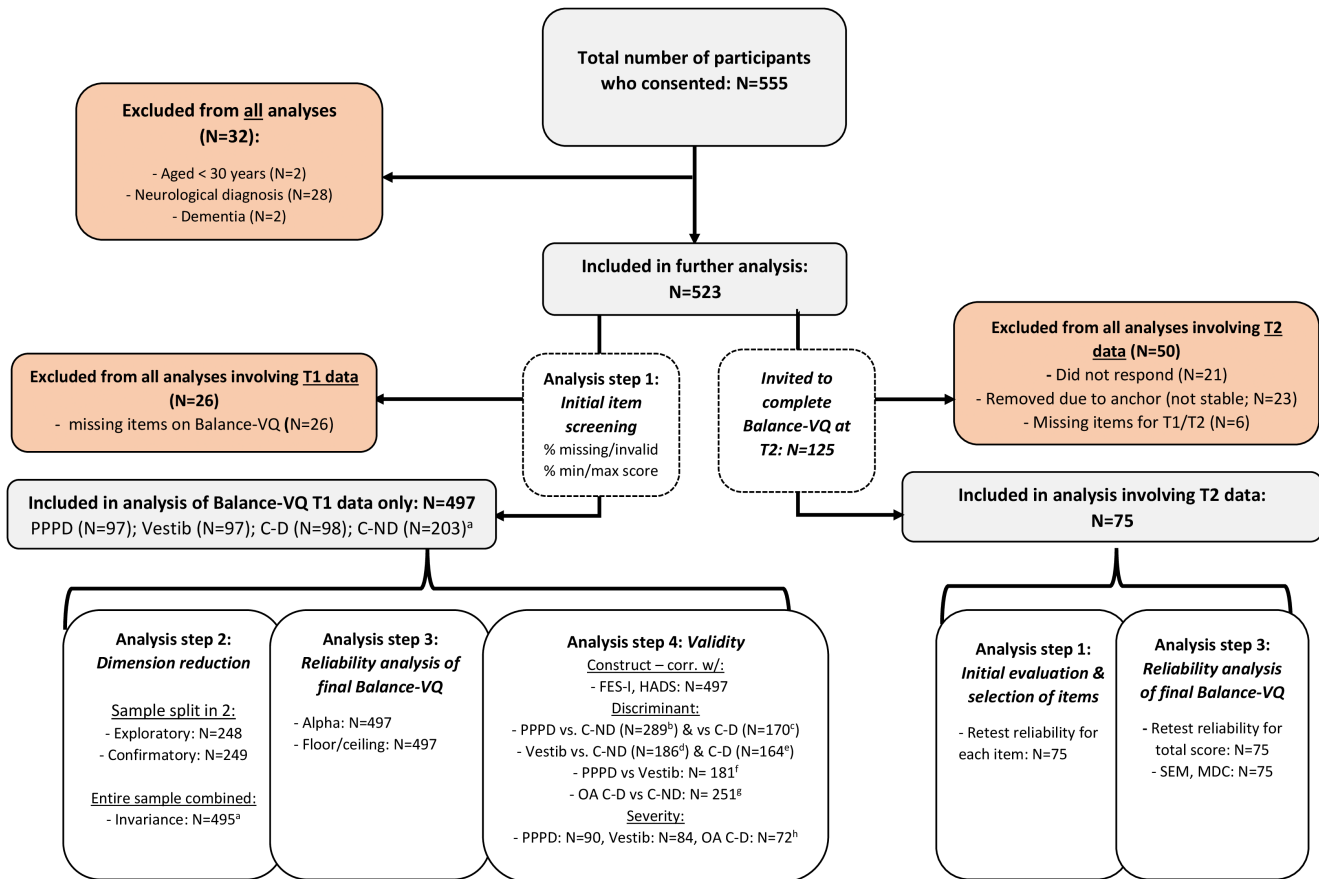 Total number of participants
who consented: N=555
Excluded from all analyses
(N=32):
- Aged < 30 years (N=2)
- Neurological diagnosis (N=28)
- Dementia (N=2)
Included in further analysis:
N=523
Excluded from all analyses involving T1 data
(N=26)
- missing items on Balance-VQ (N=26)
Analysis step 1:
Initial item
screening
% missing/invalid
% min/max score
Invited to
complete
Balance-VQ at
T2: N=125
Excluded from all analyses involving T2
data (N=50)
- Did not respond (N=21)
- Removed due to anchor (not stable; N=23)
- Missing items for T1/T2 (N=6)
Included in analysis of Balance-VQ T1 data only: N=497
PPPD (N=97); Vestib (N=97); C-D (N=98); C-ND (N=203)ᵃ
Included in analysis involving T2 data:
N=75
Analysis step 2:
Dimension reduction
Sample split in 2:
- Exploratory: N=248
- Confirmatory: N=249
Entire sample combined:
- Invariance: N=495ᵃ
Analysis step 3:
Reliability analysis of
final Balance-VQ
- Alpha: N=497
- Floor/ceiling: N=497
Analysis step 4: Validity
Construct – corr. w/:
- FES-I, HADS: N=497
Discriminant:
- PPPD vs. C-ND (N=289ᵇ) & vs C-D (N=170ᶜ)
- Vestib vs. C-ND (N=186ᵈ) & C-D (N=164ᵉ)
- PPPD vs Vestib: N= 181ᶠ
- OA C-D vs C-ND: N= 251ᵍ
Severity:
- PPPD: N=90, Vestib: N=84, OA C-D: N=72ʰ
Analysis step 1:
Initial evaluation &
selection of items
- Retest reliability for
each item: N=75
Analysis step 3:
Reliability analysis
of final Balance-VQ
- Retest reliability for
total score: N=75
- SEM, MDC: N=75